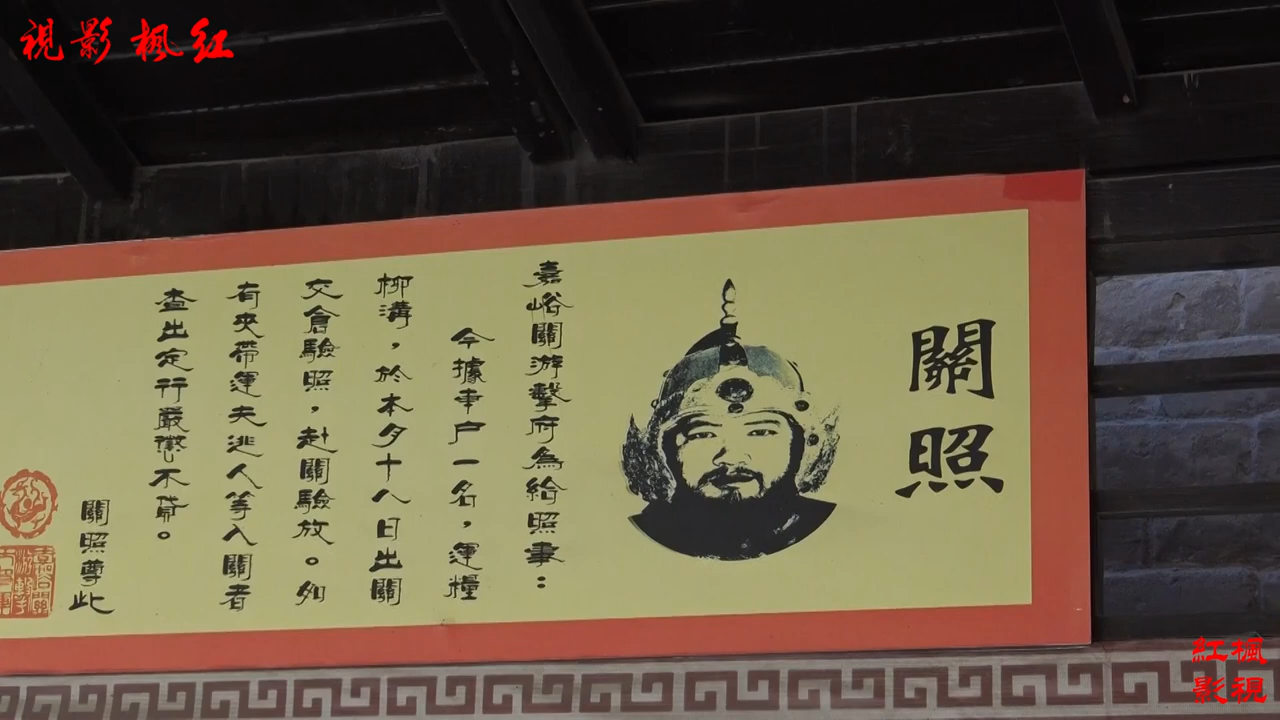 視影楓红
關照
嘉峪關游擊府為給照事：
今據車户一名，運糧
柳溝，於本夕十八日出關
交倉驗照，赴關驗放。如
有夾帶運夫逃人等入關者
查出定行嚴懲不貸。
關照尊此
紅楓
影視